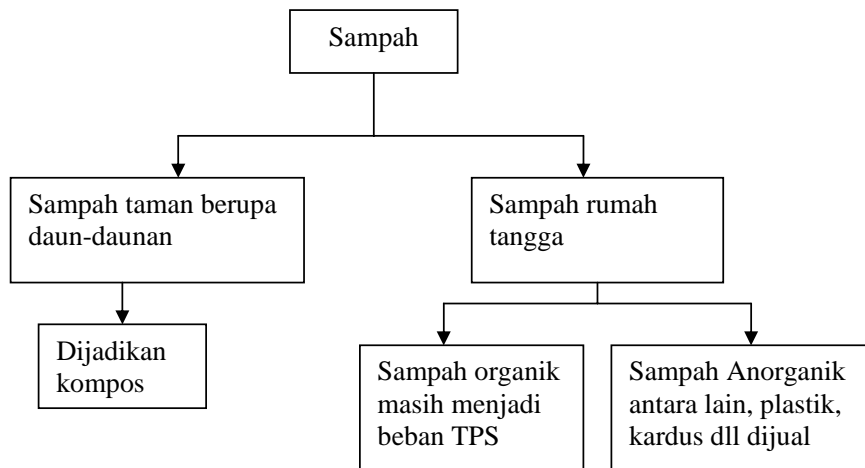 Sampah
Sampah taman berupa
daun-daunan
Sampah rumah
tangga
Dijadikan
kompos
Sampah organik
masih menjadi
beban TPS
Sampah Anorganik
antara lain, plastik,
kardus dll dijual